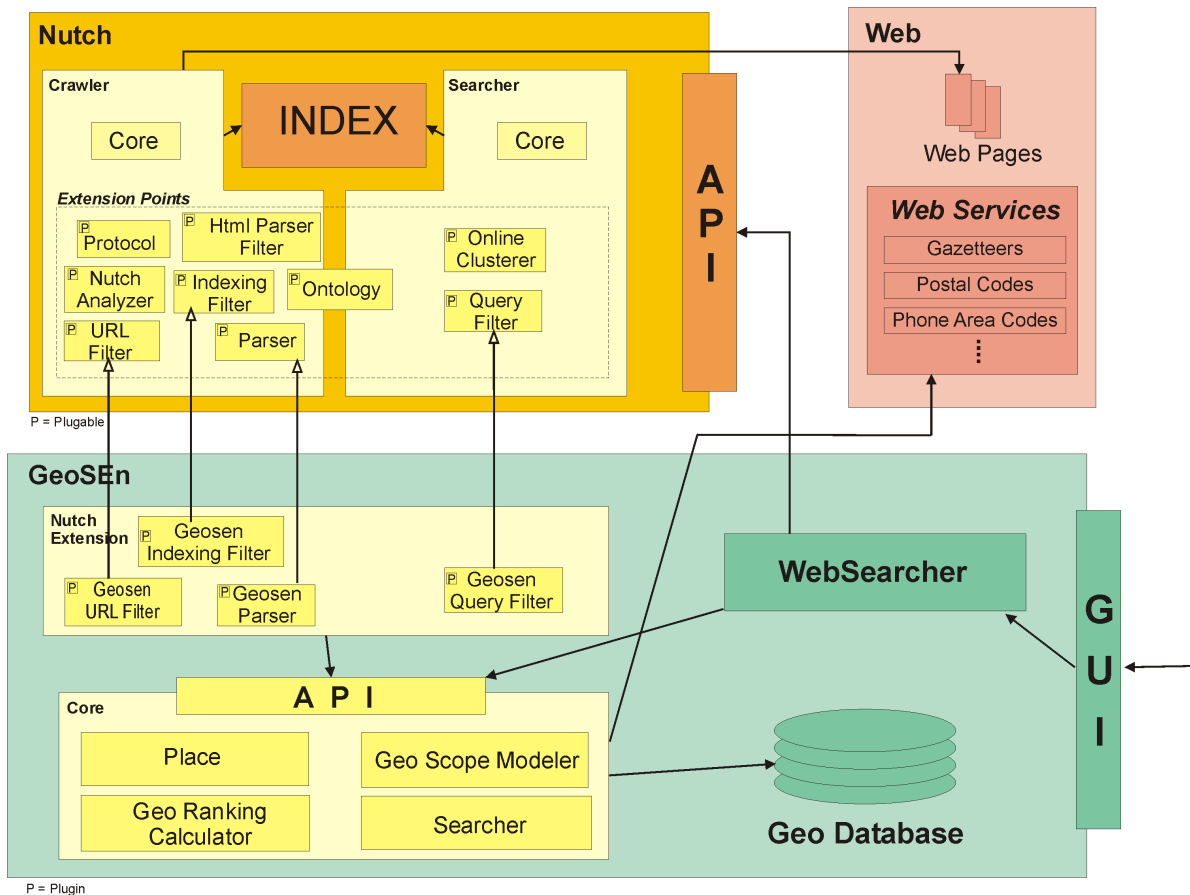 Nutch
Crawler
Core
INDEX
Searcher
Core
Extension Points
P
Protocol
P
Html Parser
Filter
P
Nutch
Analyzer
P
Indexing
Filter
P
Ontology
P
URL
Filter
P
Parser
P
Online
Clusterer
P
Query
Filter
A
P
I
P = Plugable
Web
Web Pages
Web Services
Gazetteers
Postal Codes
Phone Area Codes
GeoSEn
Nutch
Extension
P
Geosen
Indexing Filter
P
Geosen
URL Filter
P
Geosen
Parser
P
Geosen
Query Filter
WebSearcher
G
U
I
A P I
Core
Place
Geo Scope Modeler
Geo Ranking
Calculator
Searcher
Geo Database
P = Plugin